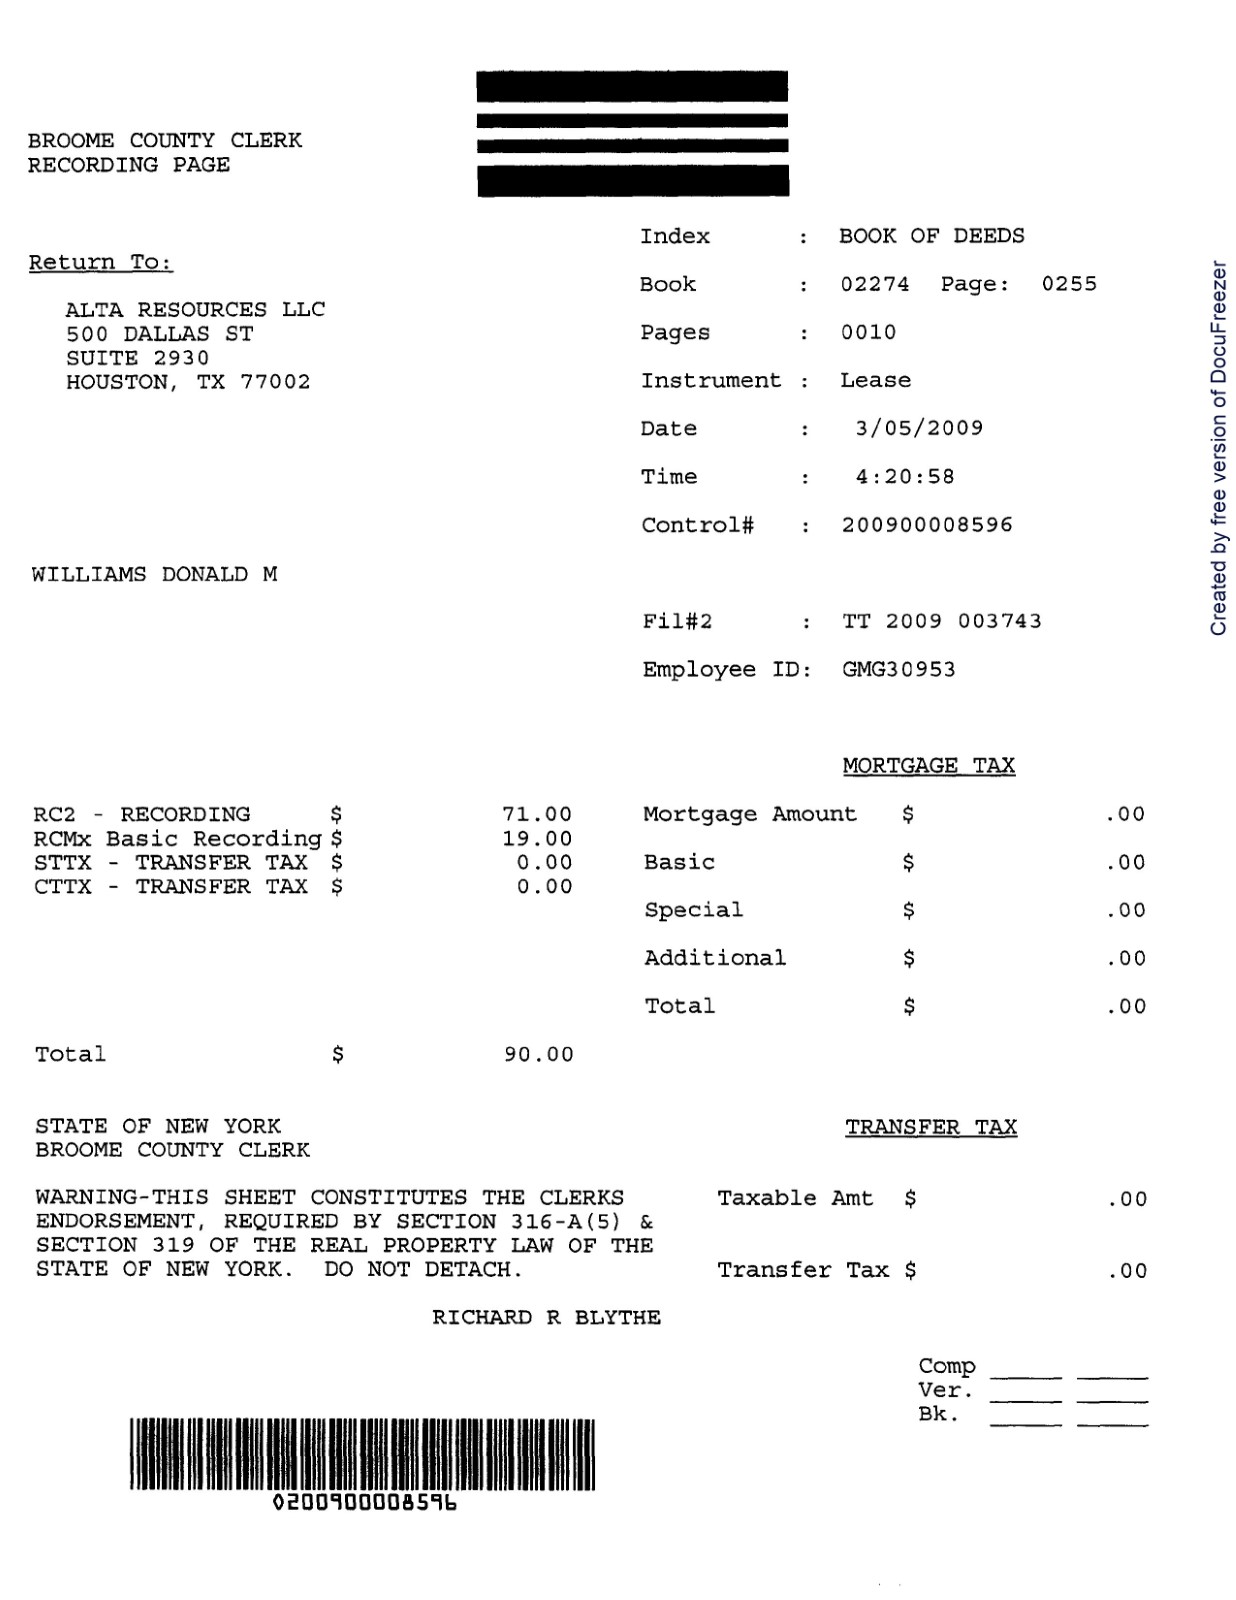 BROOME COUNTY CLERK
RECORDING PAGE
Return To:
ALTA RESOURCES LLC
500 DALLAS ST
SUITE 2930
HOUSTON, TX 77002
Index : BOOK OF DEEDS
Book : 02274 Page: 0255
Pages : 0010
Instrument : Lease
Date : 3/05/2009
Time : 4:20:58
Control# : 200900008596
WILLIAMS DONALD M
Fil#2 : TT 2009 003743
Employee ID: GMG30953
MORTGAGE TAX
RC2 - RECORDING $ 71.00
RCMx Basic Recording $ 19.00
STTX - TRANSFER TAX $ 0.00
CTTX - TRANSFER TAX $ 0.00
Mortgage Amount $ .00
Basic $ .00
Special $ .00
Additional $ .00
Total $ .00
Total $ 90.00
STATE OF NEW YORK
BROOME COUNTY CLERK
WARNING-THIS SHEET CONSTITUTES THE CLERKS
ENDORSEMENT, REQUIRED BY SECTION 316-A(5) &
SECTION 319 OF THE REAL PROPERTY LAW OF THE
STATE OF NEW YORK. DO NOT DETACH.
TRANSFER TAX
Taxable Amt $ .00
Transfer Tax $ .00
RICHARD R BLYTHE
Comp
Ver.
Bk.
0200900008596
Created by free version of DocuFreezer